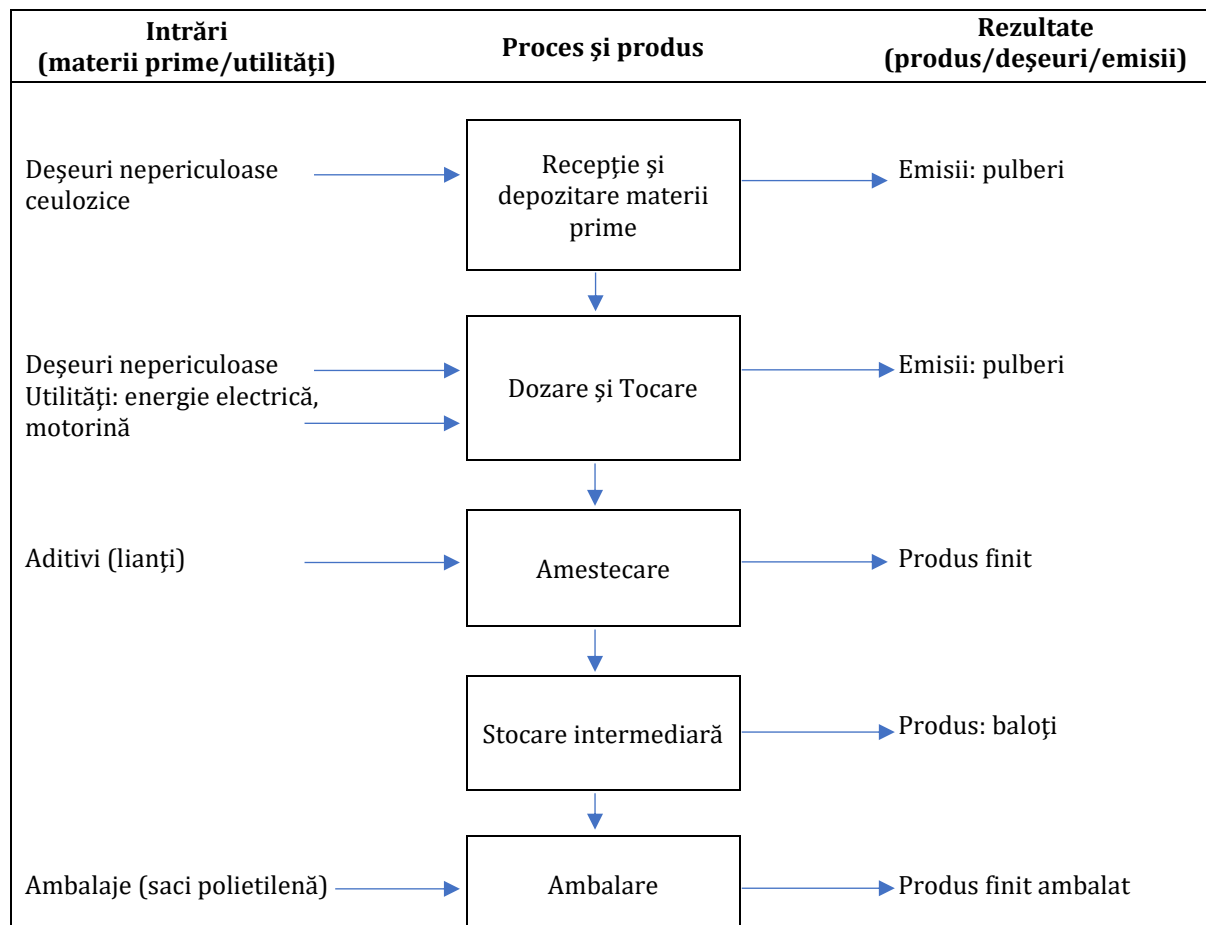 Intrări
(materii prime/utilităţi)
Proces şi produs
Rezultate
(produs/deşeuri/emisii)
Deşeuri nepericuloase
ceulozice
Recepţie şi
depozitare materii
prime
Emisii: pulberi
Deşeuri nepericuloase
Utilităţi: energie electrică,
motorină
Dozare şi Tocare
Emisii: pulberi
Aditivi (lianţi)
Amestecare
Produs finit
Stocare intermediară
Produs: baloţi
Ambalaje (saci polietilenă)
Ambalare
Produs finit ambalat